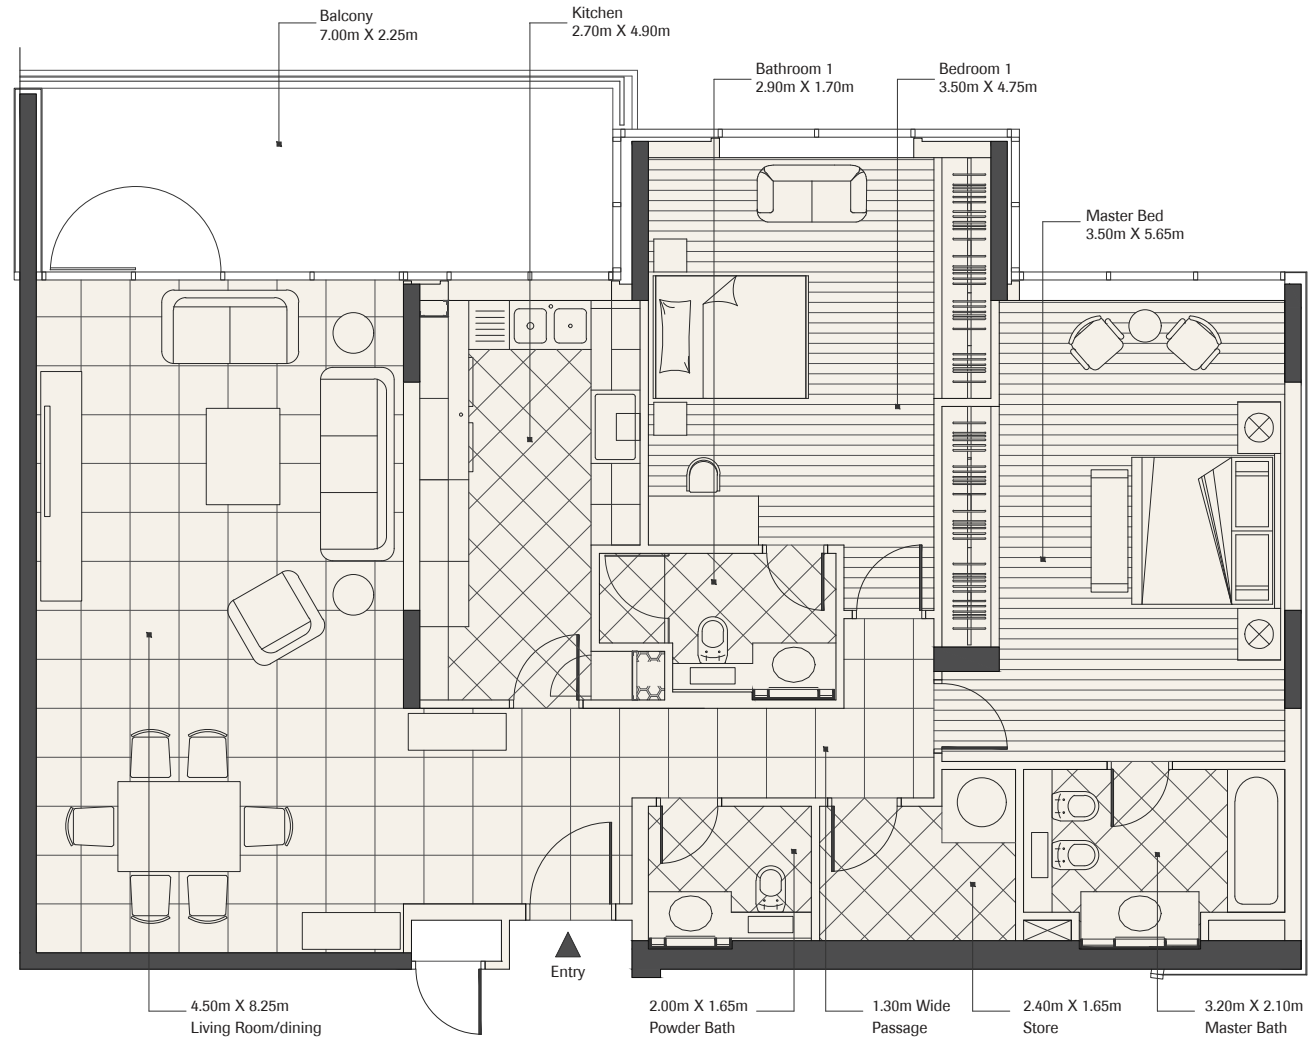 Balcony
7.00m X 2.25m
Kitchen
2.70m X 4.90m
Bathroom 1
2.90m X 1.70m
Bedroom 1
3.50m X 4.75m
Master Bed
3.50m X 5.65m
Entry
4.50m X 8.25m
Living Room/dining
2.00m X 1.65m
Powder Bath
1.30m Wide
Passage
2.40m X 1.65m
Store
3.20m X 2.10m
Master Bath